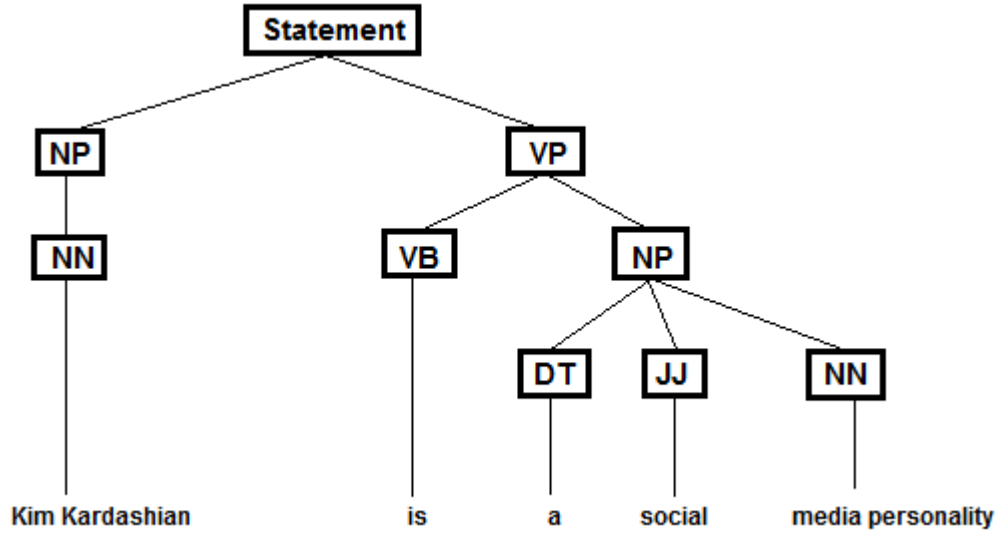 Statement
NP VP
NN VB NP
DT JJ NN
Kim Kardashian is a social media personality